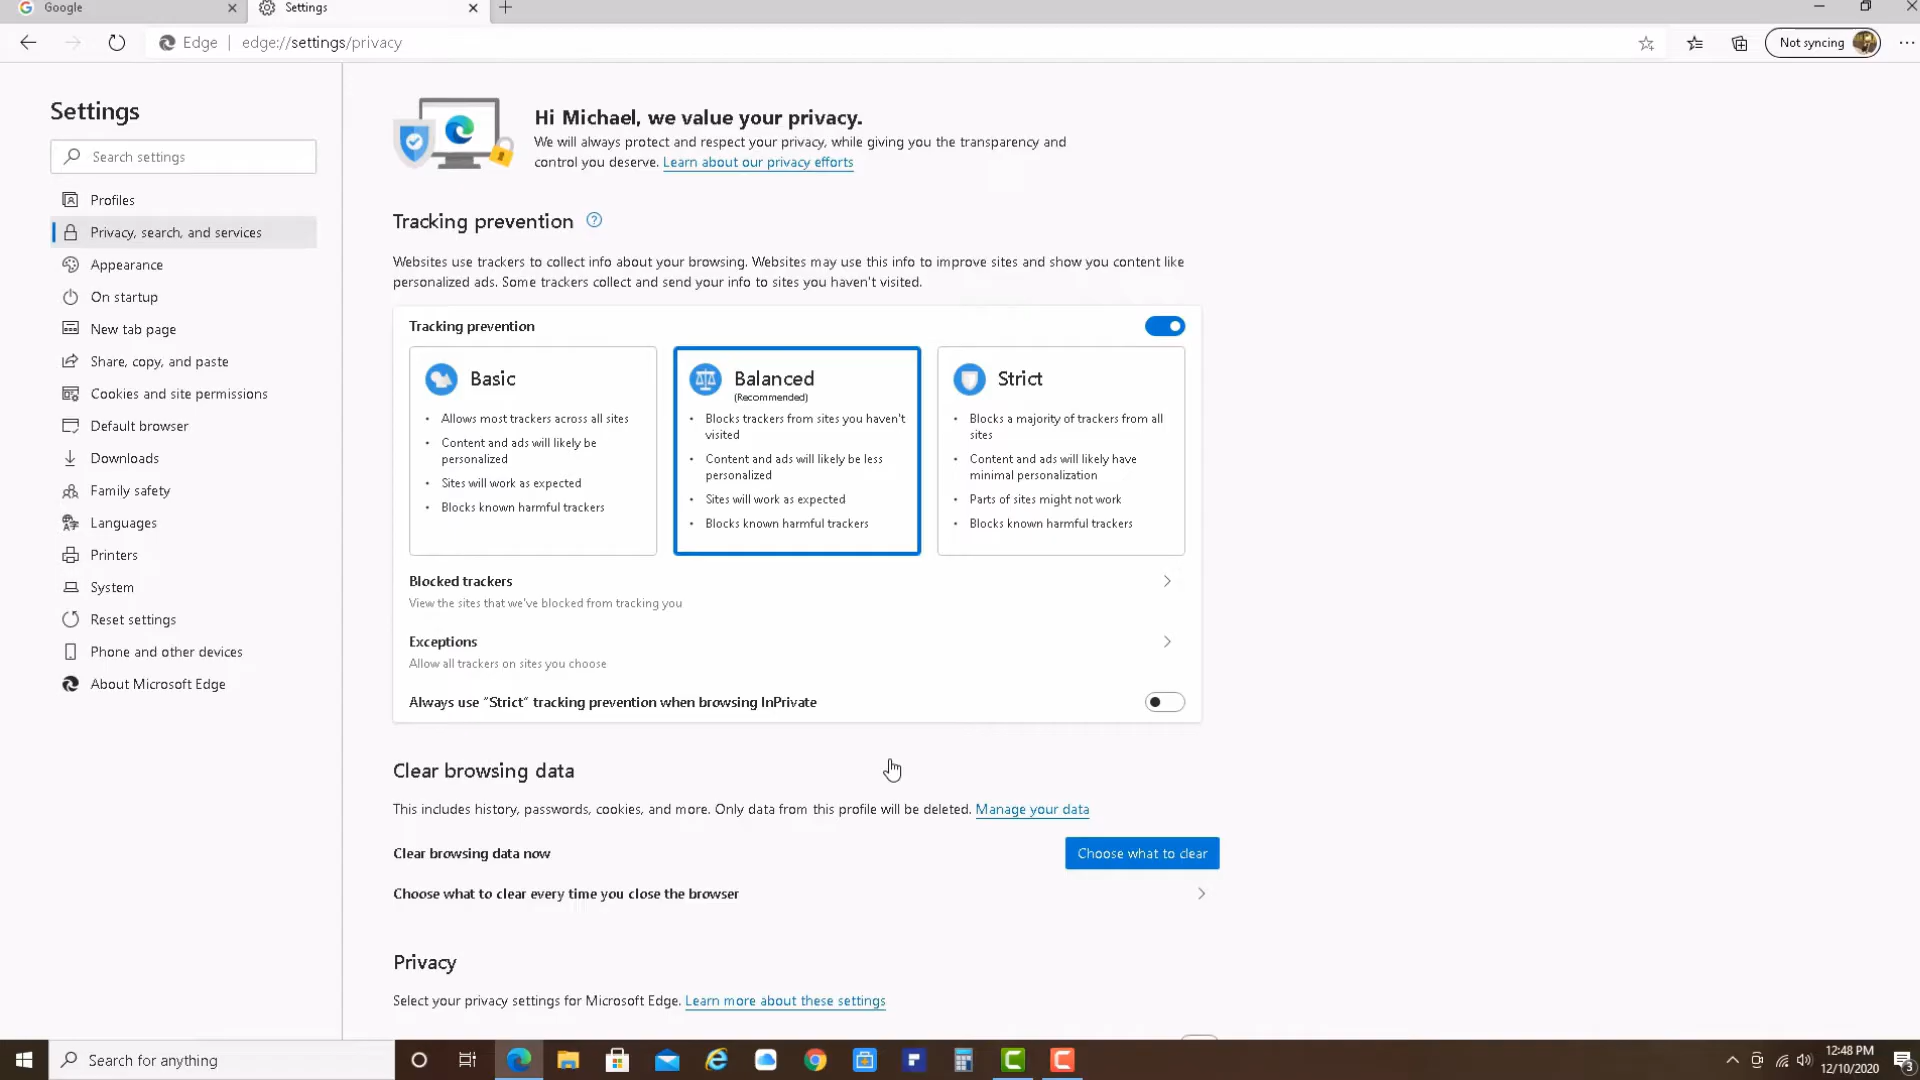 Google
Settings
Edge
edge://settings/privacy
Not syncing
Settings
Search settings
Profiles
Privacy, search, and services
Appearance
On startup
New tab page
Share, copy, and paste
Cookies and site permissions
Default browser
Downloads
Family safety
Languages
Printers
System
Reset settings
Phone and other devices
About Microsoft Edge
Hi Michael, we value your privacy.
We will always protect and respect your privacy, while giving you the transparency and
control you deserve. Learn about our privacy efforts
Tracking prevention ?
Websites use trackers to collect info about your browsing. Websites may use this info to improve sites and show you content like
personalized ads. Some trackers collect and send your info to sites you haven't visited.
Tracking prevention
Basic
• Allows most trackers across all sites
• Content and ads will likely be
personalized
• Sites will work as expected
• Blocks known harmful trackers
Balanced
(Recommended)
• Blocks trackers from sites you haven't
visited
• Content and ads will likely be less
personalized
• Sites will work as expected
• Blocks known harmful trackers
Strict
• Blocks a majority of trackers from all
sites
• Content and ads will likely have
minimal personalization
• Parts of sites might not work
• Blocks known harmful trackers
Blocked trackers
View the sites that we've blocked from tracking you
Exceptions
Allow all trackers on sites you choose
Always use "Strict" tracking prevention when browsing InPrivate
Clear browsing data
This includes history, passwords, cookies, and more. Only data from this profile will be deleted. Manage your data
Clear browsing data now
Choose what to clear
Choose what to clear every time you close the browser
Privacy
Select your privacy settings for Microsoft Edge. Learn more about these settings
Search for anything
12:48 PM
12/10/2020
3